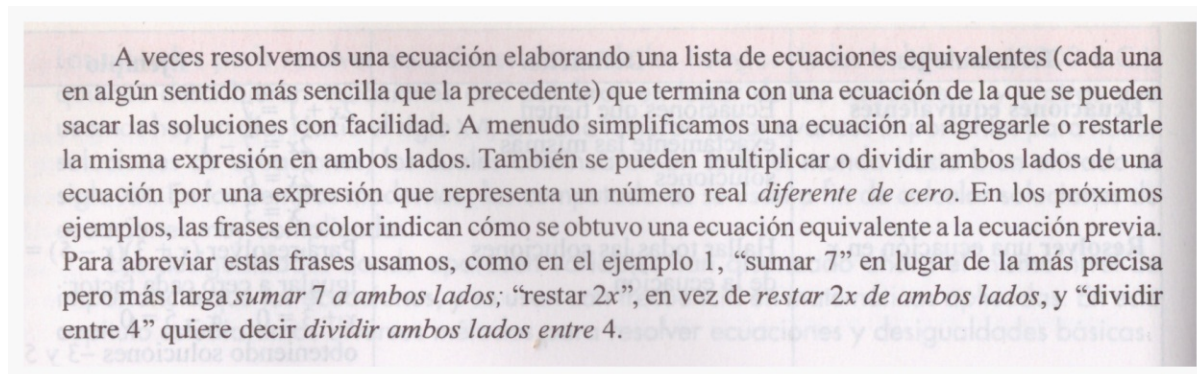 A veces resolvemos una ecuación elaborando una lista de ecuaciones equivalentes (cada una
en algún sentido más sencilla que la precedente) que termina con una ecuación de la que se pueden
sacar las soluciones con facilidad. A menudo simplificamos una ecuación al agregarle o restarle
la misma expresión en ambos lados. También se pueden multiplicar o dividir ambos lados de una
ecuación por una expresión que representa un número real diferente de cero. En los próximos
ejemplos, las frases en color indican cómo se obtuvo una ecuación equivalente a la ecuación previa.
Para abreviar estas frases usamos, como en el ejemplo 1, “sumar 7” en lugar de la más precisa
pero más larga sumar 7 a ambos lados; “restar 2x”, en vez de restar 2x de ambos lados, y “dividir
entre 4” quiere decir dividir ambos lados entre 4.